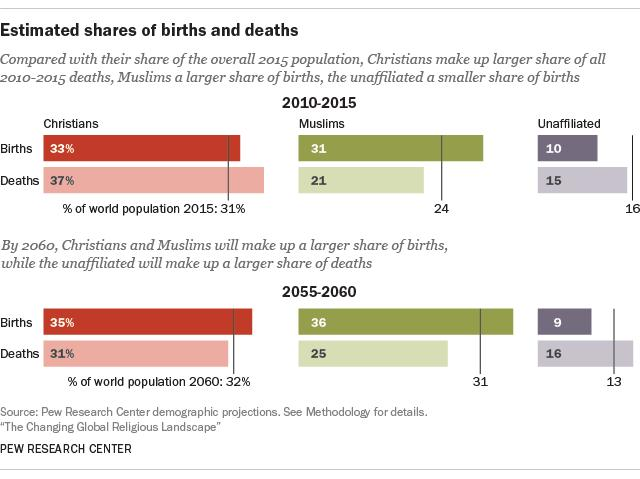 Estimated shares of births and deaths
Compared with their share of the overall 2015 population, Christians make up larger share of all
2010-2015 deaths, Muslims a larger share of births, the unaffiliated a smaller share of births
2010-2015
Christians Muslims Unaffiliated
Births 33% 31 10
Deaths 37% 21 15
% of world population 2015: 31% 24 16
By 2060, Christians and Muslims will make up a larger share of births,
while the unaffiliated will make up a larger share of deaths
2055-2060
Births 35% 36 9
Deaths 31% 25 16
% of world population 2060: 32% 31 13
Source: Pew Research Center demographic projections. See Methodology for details.
“The Changing Global Religious Landscape”
PEW RESEARCH CENTER